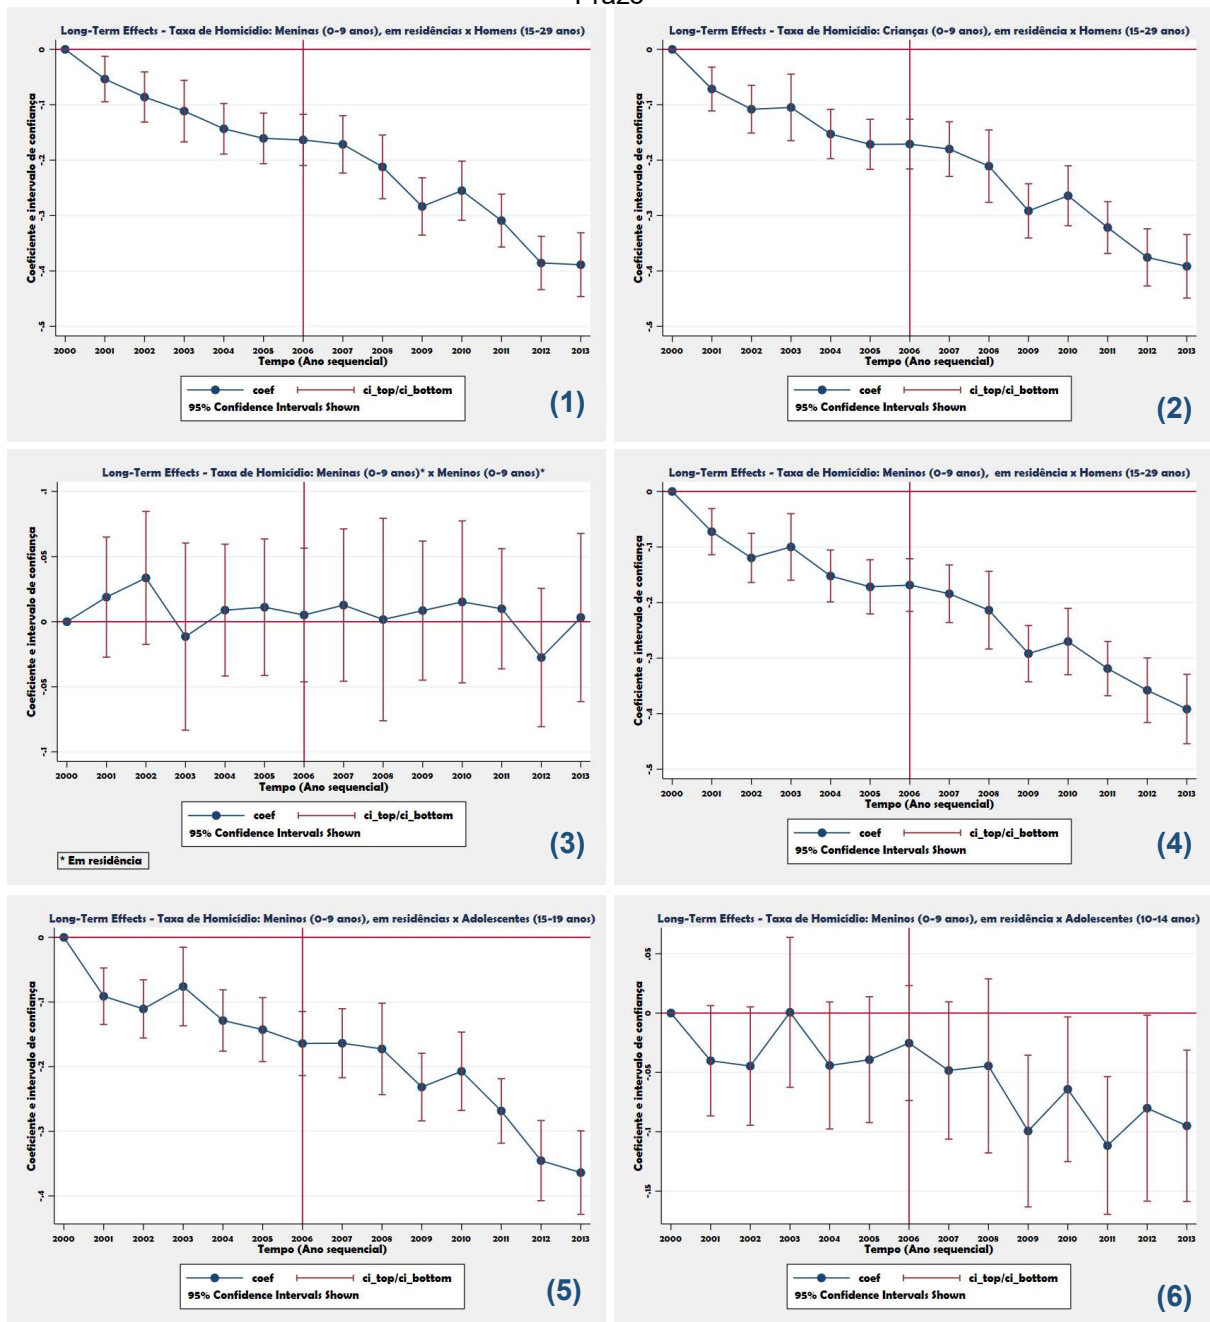 Prazo
Long-Term Effects - Taxa de Homicídio: Meninas (0-9 anos), em residências x Homens (15-29 anos)
Coeficiente e intervalo de confiança
0
-.1
-.2
-.3
-.4
-.5
2000 2001 2002 2003 2004 2005 2006 2007 2008 2009 2010 2011 2012 2013
Tempo (Ano sequencial)
coef ci_top/ci_bottom
95% Confidence Intervals Shown
(1)
Long-Term Effects - Taxa de Homicídio: Crianças (0-9 anos), em residência x Homens (15-29 anos)
Coeficiente e intervalo de confiança
0
-.1
-.2
-.3
-.4
-.5
2000 2001 2002 2003 2004 2005 2006 2007 2008 2009 2010 2011 2012 2013
Tempo (Ano sequencial)
coef ci_top/ci_bottom
95% Confidence Intervals Shown
(2)
Long-Term Effects - Taxa de Homicídio: Meninas (0-9 anos)* x Meninos (0-9 anos)*
Coeficiente e intervalo de confiança
.1
.05
0
-.05
-.1
2000 2001 2002 2003 2004 2005 2006 2007 2008 2009 2010 2011 2012 2013
Tempo (Ano sequencial)
coef ci_top/ci_bottom
95% Confidence Intervals Shown
* Em residência
(3)
Long-Term Effects - Taxa de Homicídio: Meninos (0-9 anos), em residência x Homens (15-29 anos)
Coeficiente e intervalo de confiança
0
-.1
-.2
-.3
-.4
-.5
2000 2001 2002 2003 2004 2005 2006 2007 2008 2009 2010 2011 2012 2013
Tempo (Ano sequencial)
coef ci_top/ci_bottom
95% Confidence Intervals Shown
(4)
Long-Term Effects - Taxa de Homicídio: Meninos (0-9 anos), em residências x Adolescentes (15-19 anos)
Coeficiente e intervalo de confiança
0
-.1
-.2
-.3
-.4
2000 2001 2002 2003 2004 2005 2006 2007 2008 2009 2010 2011 2012 2013
Tempo (Ano sequencial)
coef ci_top/ci_bottom
95% Confidence Intervals Shown
(5)
Long-Term Effects - Taxa de Homicídio: Meninos (0-9 anos), em residência x Adolescentes (10-14 anos)
Coeficiente e intervalo de confiança
.05
0
-.05
-.1
-.15
2000 2001 2002 2003 2004 2005 2006 2007 2008 2009 2010 2011 2012 2013
Tempo (Ano sequencial)
coef ci_top/ci_bottom
95% Confidence Intervals Shown
(6)